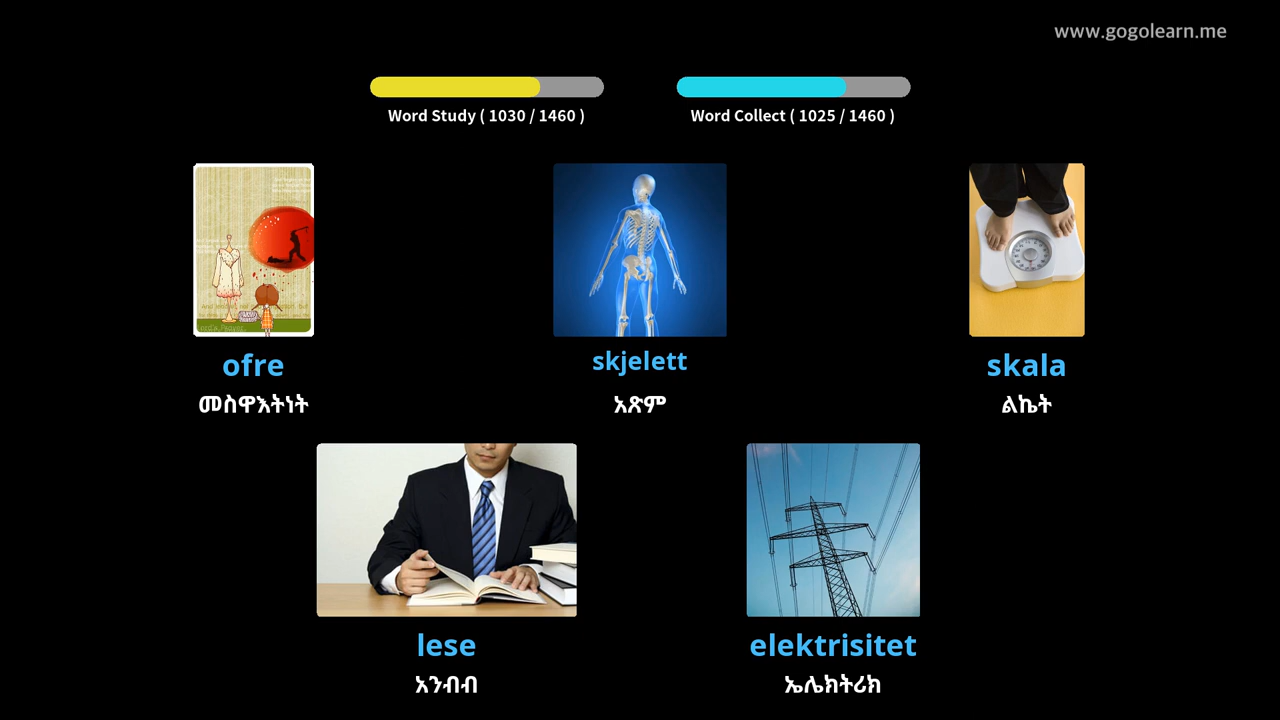 www.gogolearn.me
Word Study ( 1030 / 1460 )
Word Collect ( 1025 / 1460 )
ofre
skjelett
skala
መስዋእትነት
አጽም
ልኬት
lese
elektrisitet
አንብብ
ኤሌክትሪክ